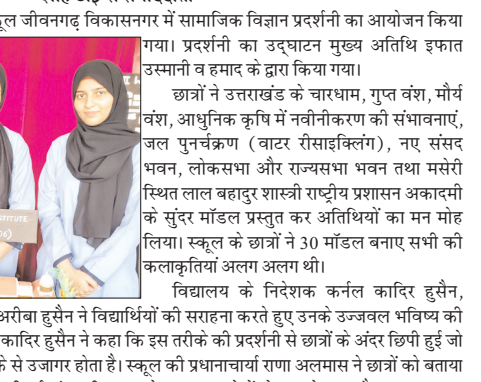 जीवनगढ़ विकासनगर में सामाजिक विज्ञान प्रदर्शनी का आयोजन किया
गया। प्रदर्शनी का उद्घाटन मुख्य अतिथि इफात
उस्मानी व हमाद के द्वारा किया गया।
छात्रों ने उत्तराखंड के चारधाम, गुप्त वंश, मौर्य
वंश, आधुनिक कृषि में नवीनीकरण की संभावनाएं,
जल पुनर्चक्रण (वाटर रीसाइक्लिंग), नए संसद
भवन, लोकसभा और राज्यसभा भवन तथा मसेरी
स्थित लाल बहादुर शास्त्री राष्ट्रीय प्रशासन अकादमी
के सुंदर मॉडल प्रस्तुत कर अतिथियों का मन मोह
लिया। स्कूल के छात्रों ने 30 मॉडल बनाए सभी की
कलाकृतियां अलग अलग थी।
विद्यालय के निदेशक कर्नल कादिर हुसैन,
अरीबा हुसैन ने विद्यार्थियों की सराहना करते हुए उनके उज्जवल भविष्य की
कादिर हुसैन ने कहा कि इस तरीके की प्रदर्शनी से छात्रों के अंदर छिपी हुई जो
से उजागर होता है। स्कूल की प्रधानाचार्या राणा अलमास ने छात्रों को बताया